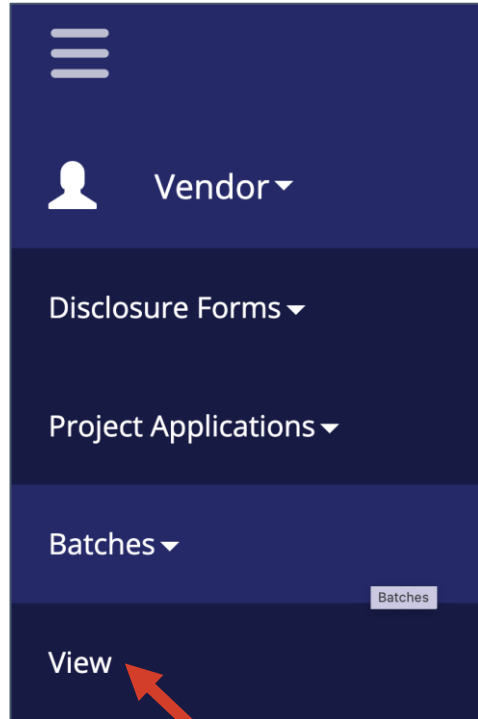 Vendor
Disclosure Forms
Project Applications
Batches
Batches
View